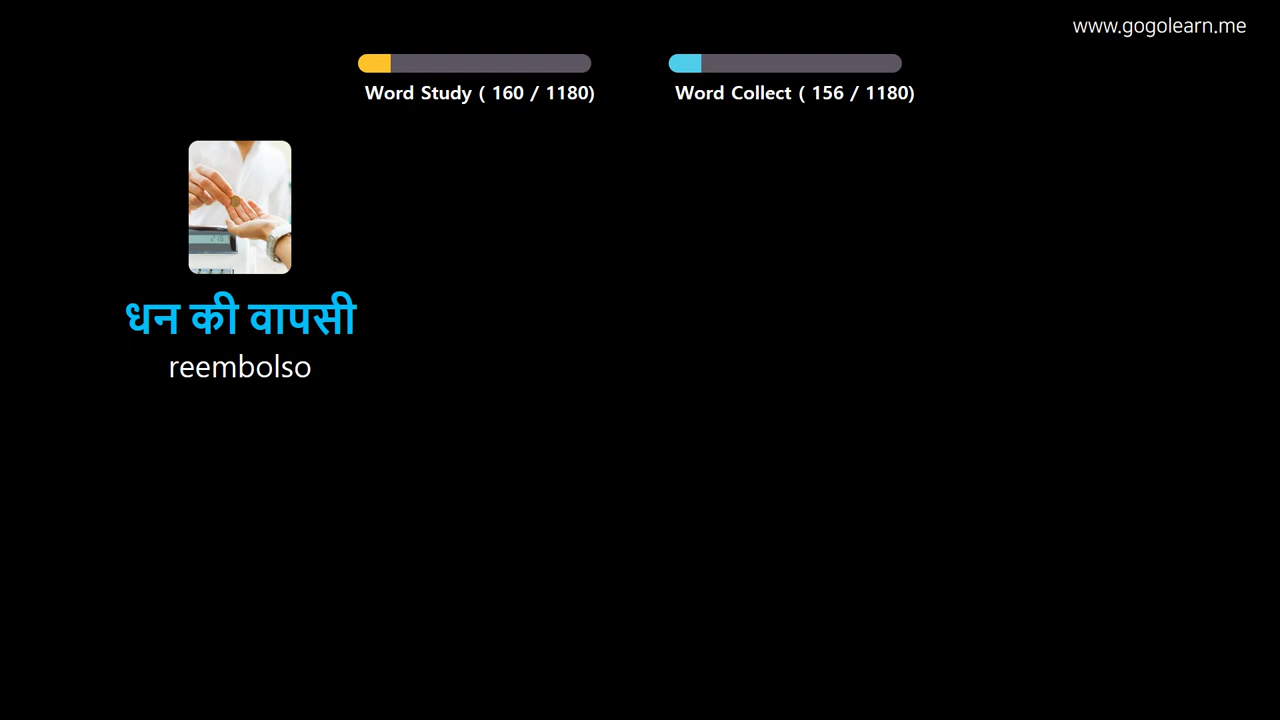 www.gogolearn.me
Word Study ( 160 / 1180)
Word Collect ( 156 / 1180)
धन की वापसी
reembolso